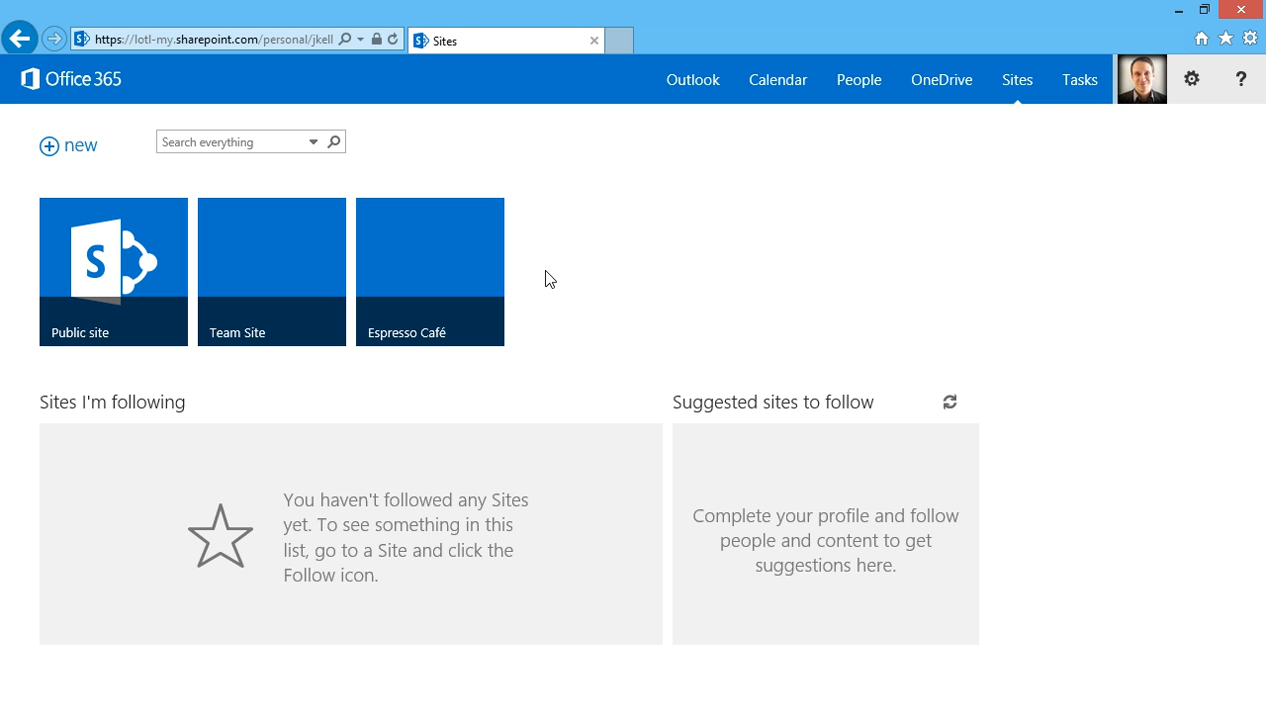 https://lotl-my.sharepoint.com/personal/jkell
Sites
Office 365
Outlook
Calendar
People
OneDrive
Sites
Tasks
?
new
Search everything
S
Public site
Team Site
Espresso Café
Sites I'm following
Suggested sites to follow
You haven't followed any Sites
yet. To see something in this
list, go to a Site and click the
Follow icon.
Complete your profile and follow
people and content to get
suggestions here.